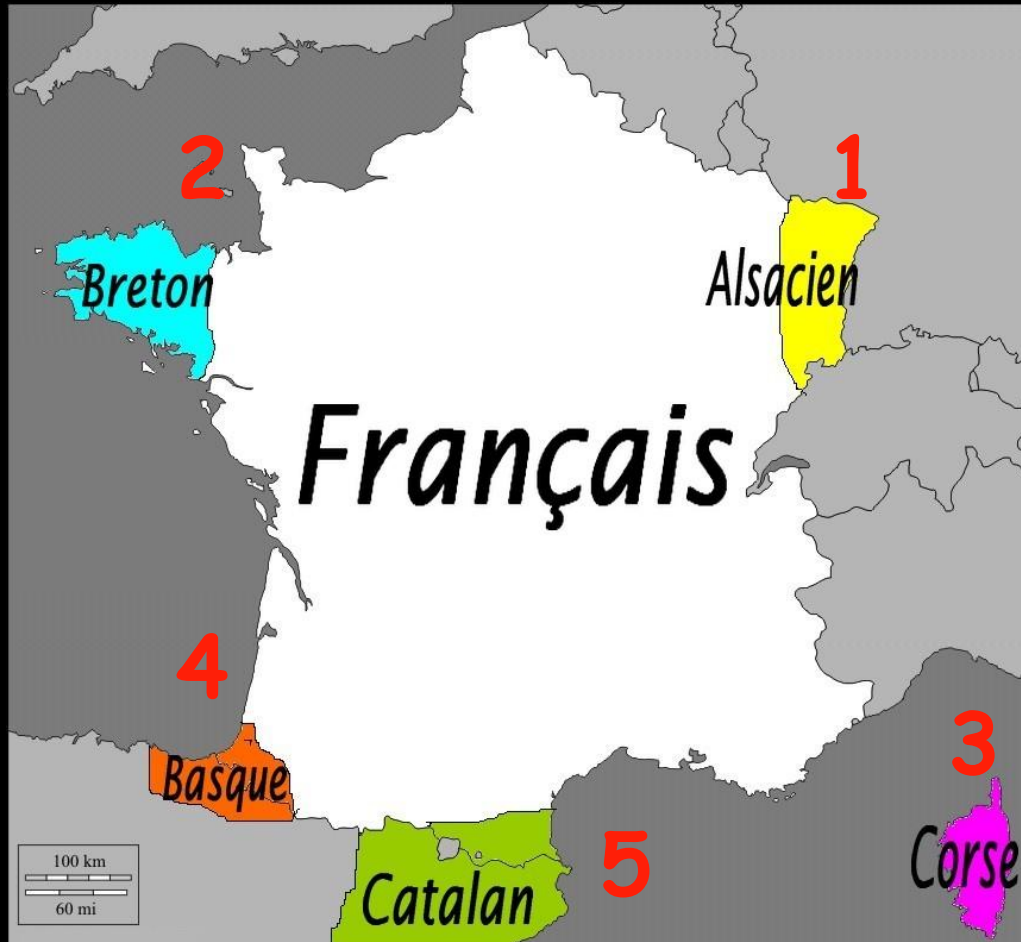 2
1
Breton
Alsacien
Français
4
3
Basque
5
Corse
Catalan
100 km
60 mi